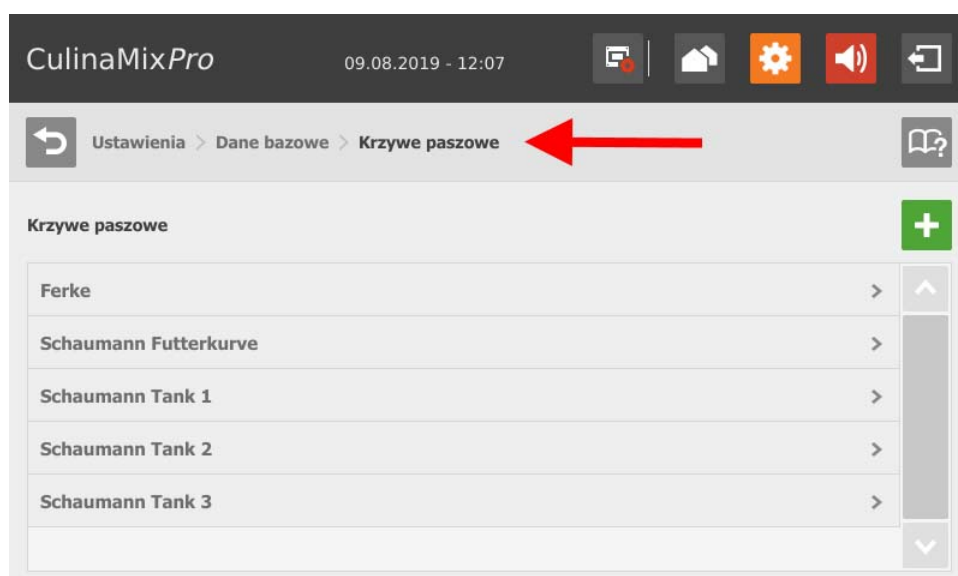 CulinaMixPro 09.08.2019 - 12:07
Ustawienia > Dane bazowe > Krzywe paszowe
Krzywe paszowe
Ferke
Schaumann Futterkurve
Schaumann Tank 1
Schaumann Tank 2
Schaumann Tank 3